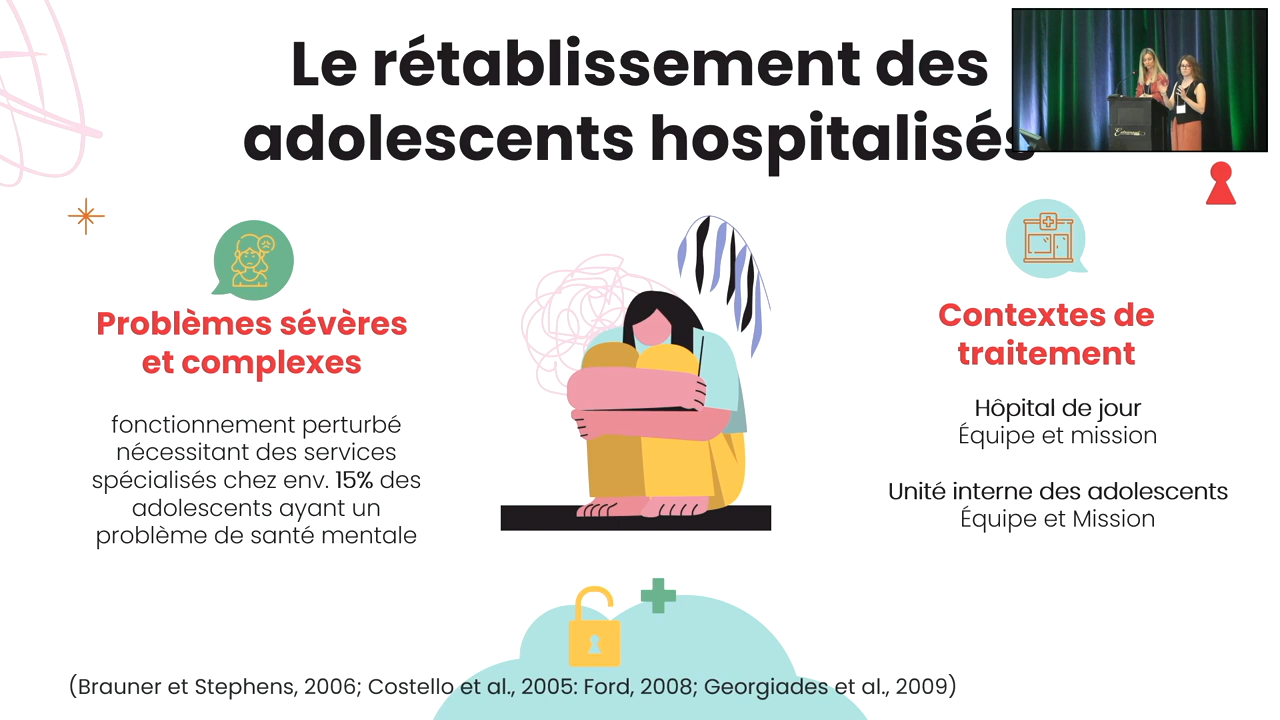 Le rétablissement des
adolescents hospitalisés
Problèmes sévères
et complexes
fonctionnement perturbé
nécessitant des services
spécialisés chez env. 15% des
adolescents ayant un
problème de santé mentale
Contextes de
traitement
Hôpital de jour
Équipe et mission
Unité interne des adolescents
Équipe et Mission
(Brauner et Stephens, 2006; Costello et al., 2005: Ford, 2008; Georgiades et al., 2009)